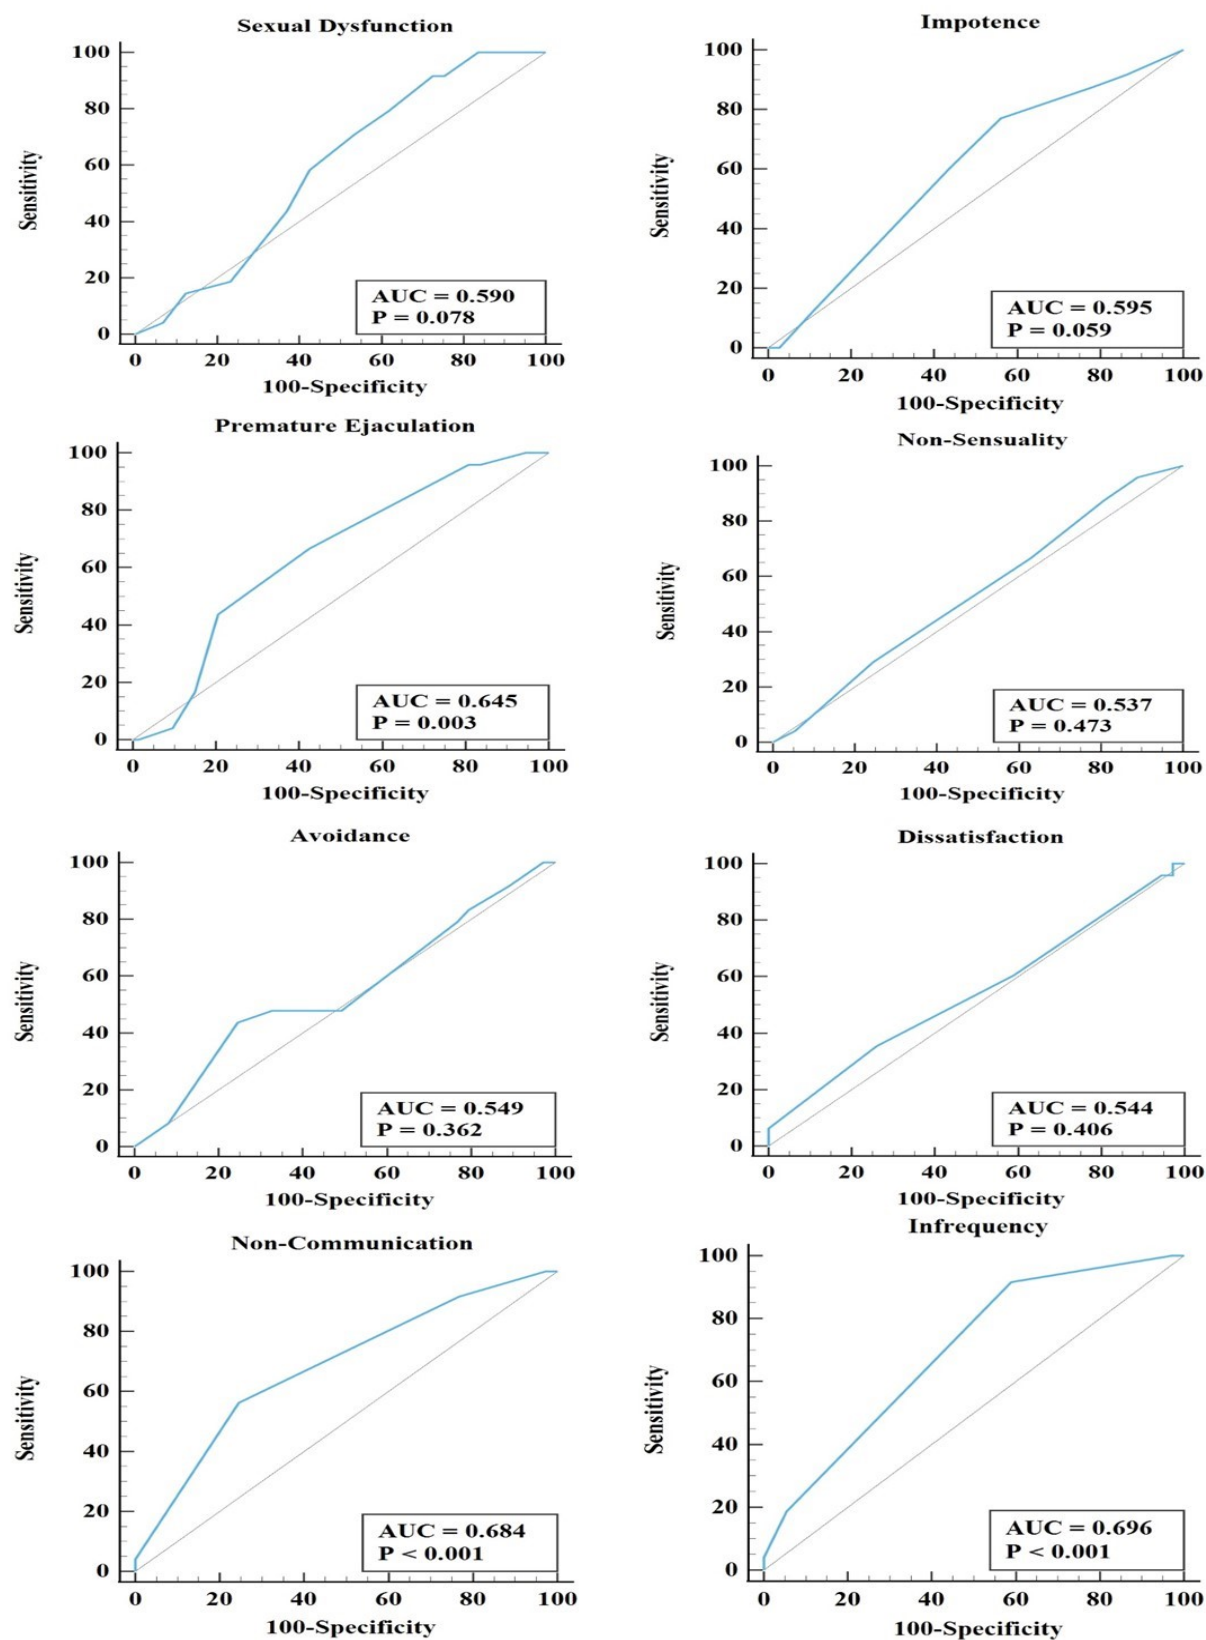 Sexual Dysfunction
100
80
60
40
20
0
Sensitivity
AUC = 0.590
P = 0.078
0 20 40 60 80 100
100-Specificity
Impotence
100
80
60
40
20
0
Sensitivity
AUC = 0.595
P = 0.059
0 20 40 60 80 100
100-Specificity
Premature Ejaculation
100
80
60
40
20
0
Sensitivity
AUC = 0.645
P = 0.003
0 20 40 60 80 100
100-Specificity
Non-Sensuality
100
80
60
40
20
0
Sensitivity
AUC = 0.537
P = 0.473
0 20 40 60 80 100
100-Specificity
Avoidance
100
80
60
40
20
0
Sensitivity
AUC = 0.549
P = 0.362
0 20 40 60 80 100
100-Specificity
Dissatisfaction
100
80
60
40
20
0
Sensitivity
AUC = 0.544
P = 0.406
0 20 40 60 80 100
100-Specificity
Non-Communication
100
80
60
40
20
0
Sensitivity
AUC = 0.684
P < 0.001
0 20 40 60 80 100
100-Specificity
Infrequency
100
80
60
40
20
0
Sensitivity
AUC = 0.696
P < 0.001
0 20 40 60 80 100
100-Specificity